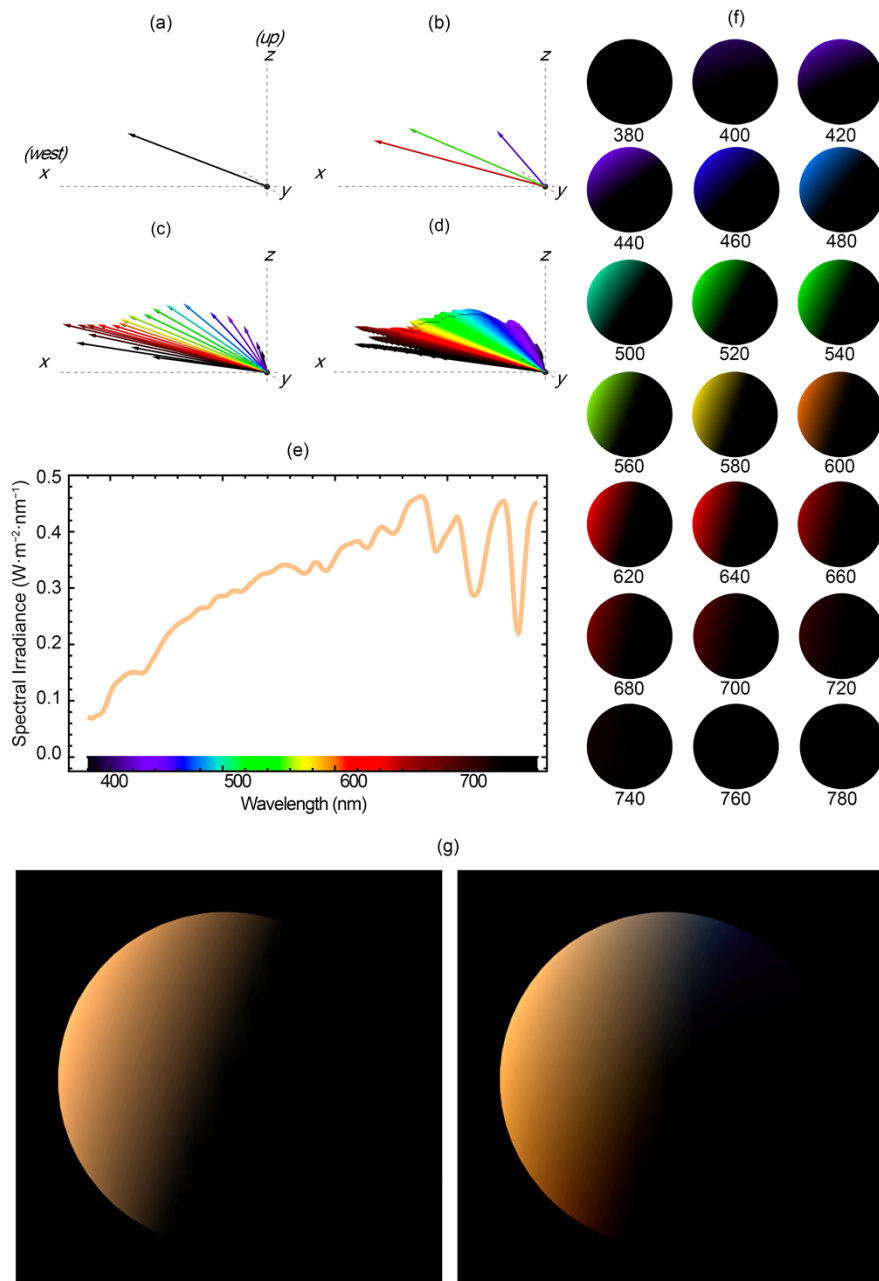 (a)
(up)
z
(west)
x
y
(b)
z
x
y
(c)
z
x
y
(d)
z
x
y
(e)
0.5
0.4
0.3
0.2
0.1
0.0
Spectral Irradiance (W·m⁻²·nm⁻¹)
400 500 600 700
Wavelength (nm)
(f)
380 400 420
440 460 480
500 520 540
560 580 600
620 640 660
680 700 720
740 760 780
(g)